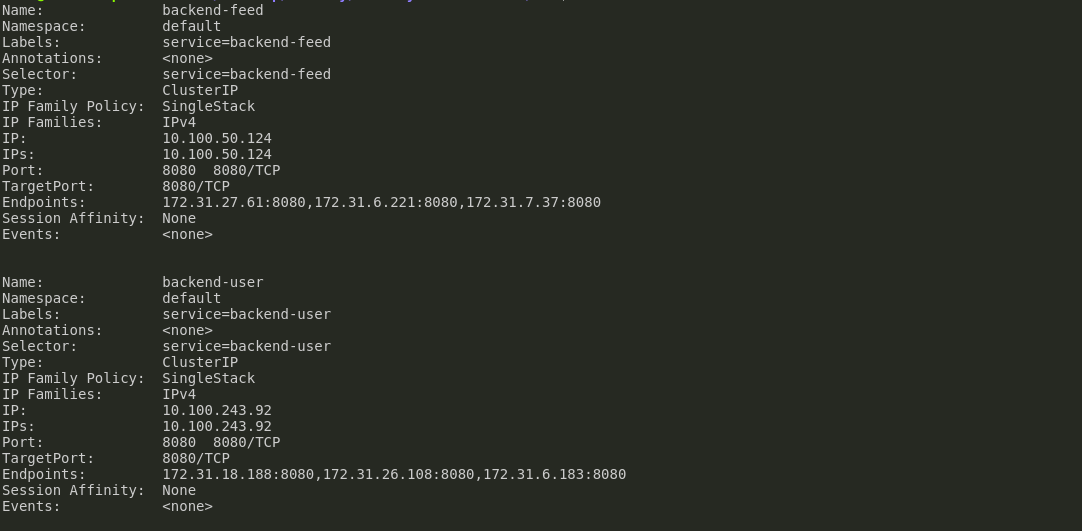 Name:              backend-feed
Namespace:         default
Labels:            service=backend-feed
Annotations:       <none>
Selector:          service=backend-feed
Type:              ClusterIP
IP Family Policy:  SingleStack
IP Families:       IPv4
IP:                10.100.50.124
IPs:               10.100.50.124
Port:              8080  8080/TCP
TargetPort:        8080/TCP
Endpoints:         172.31.27.61:8080,172.31.6.221:8080,172.31.7.37:8080
Session Affinity:  None
Events:            <none>
Name:              backend-user
Namespace:         default
Labels:            service=backend-user
Annotations:       <none>
Selector:          service=backend-user
Type:              ClusterIP
IP Family Policy:  SingleStack
IP Families:       IPv4
IP:                10.100.243.92
IPs:               10.100.243.92
Port:              8080  8080/TCP
TargetPort:        8080/TCP
Endpoints:         172.31.18.188:8080,172.31.26.108:8080,172.31.6.183:8080
Session Affinity:  None
Events:            <none>